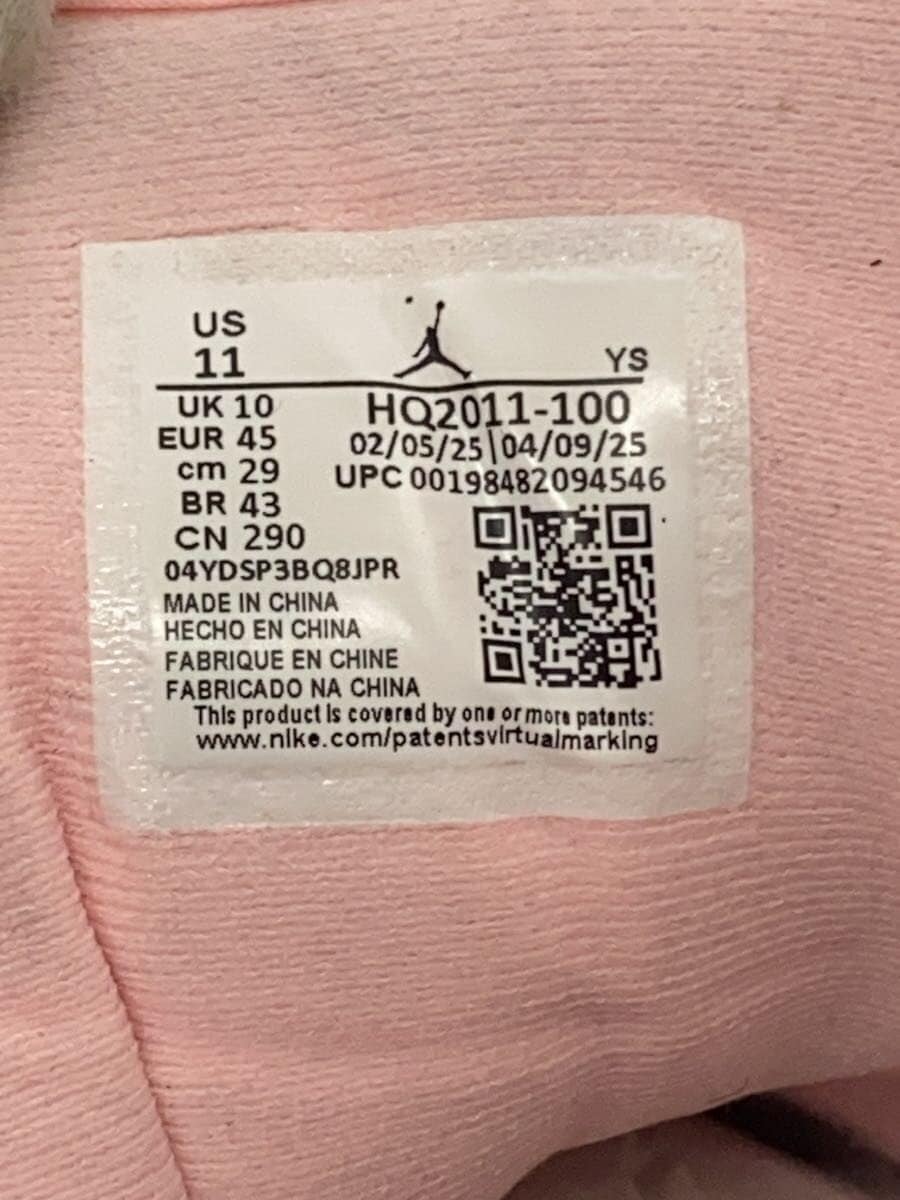 US
11
YS
UK 10
EUR 45
cm 29
BR 43
CN 290
HQ2011-100
02/05/25|04/09/25
UPC 00198482094546
04YDSP3BQ8JPR
MADE IN CHINA
HECHO EN CHINA
FABRIQUE EN CHINE
FABRICADO NA CHINA
This product is covered by one or more patents:
www.nike.com/patentsvirtualmarking